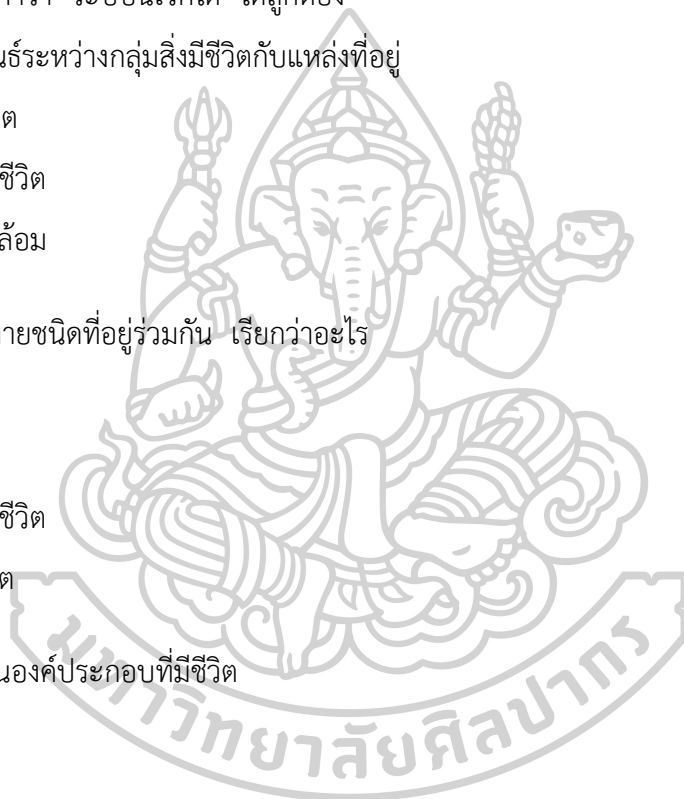 ระบบนิเวศได้ ได้ถูกต้อง
ระหว่างกลุ่มสิ่งมีชีวิตกับแหล่งที่อยู่
ต
ชีวิต
ล้อม
ายชนิดที่อยู่ร่วมกัน เรียกว่าอะไร
ชีวิต
ต
นองค์ประกอบที่มีชีวิต
มหาวิทยาลัยศิลปากร